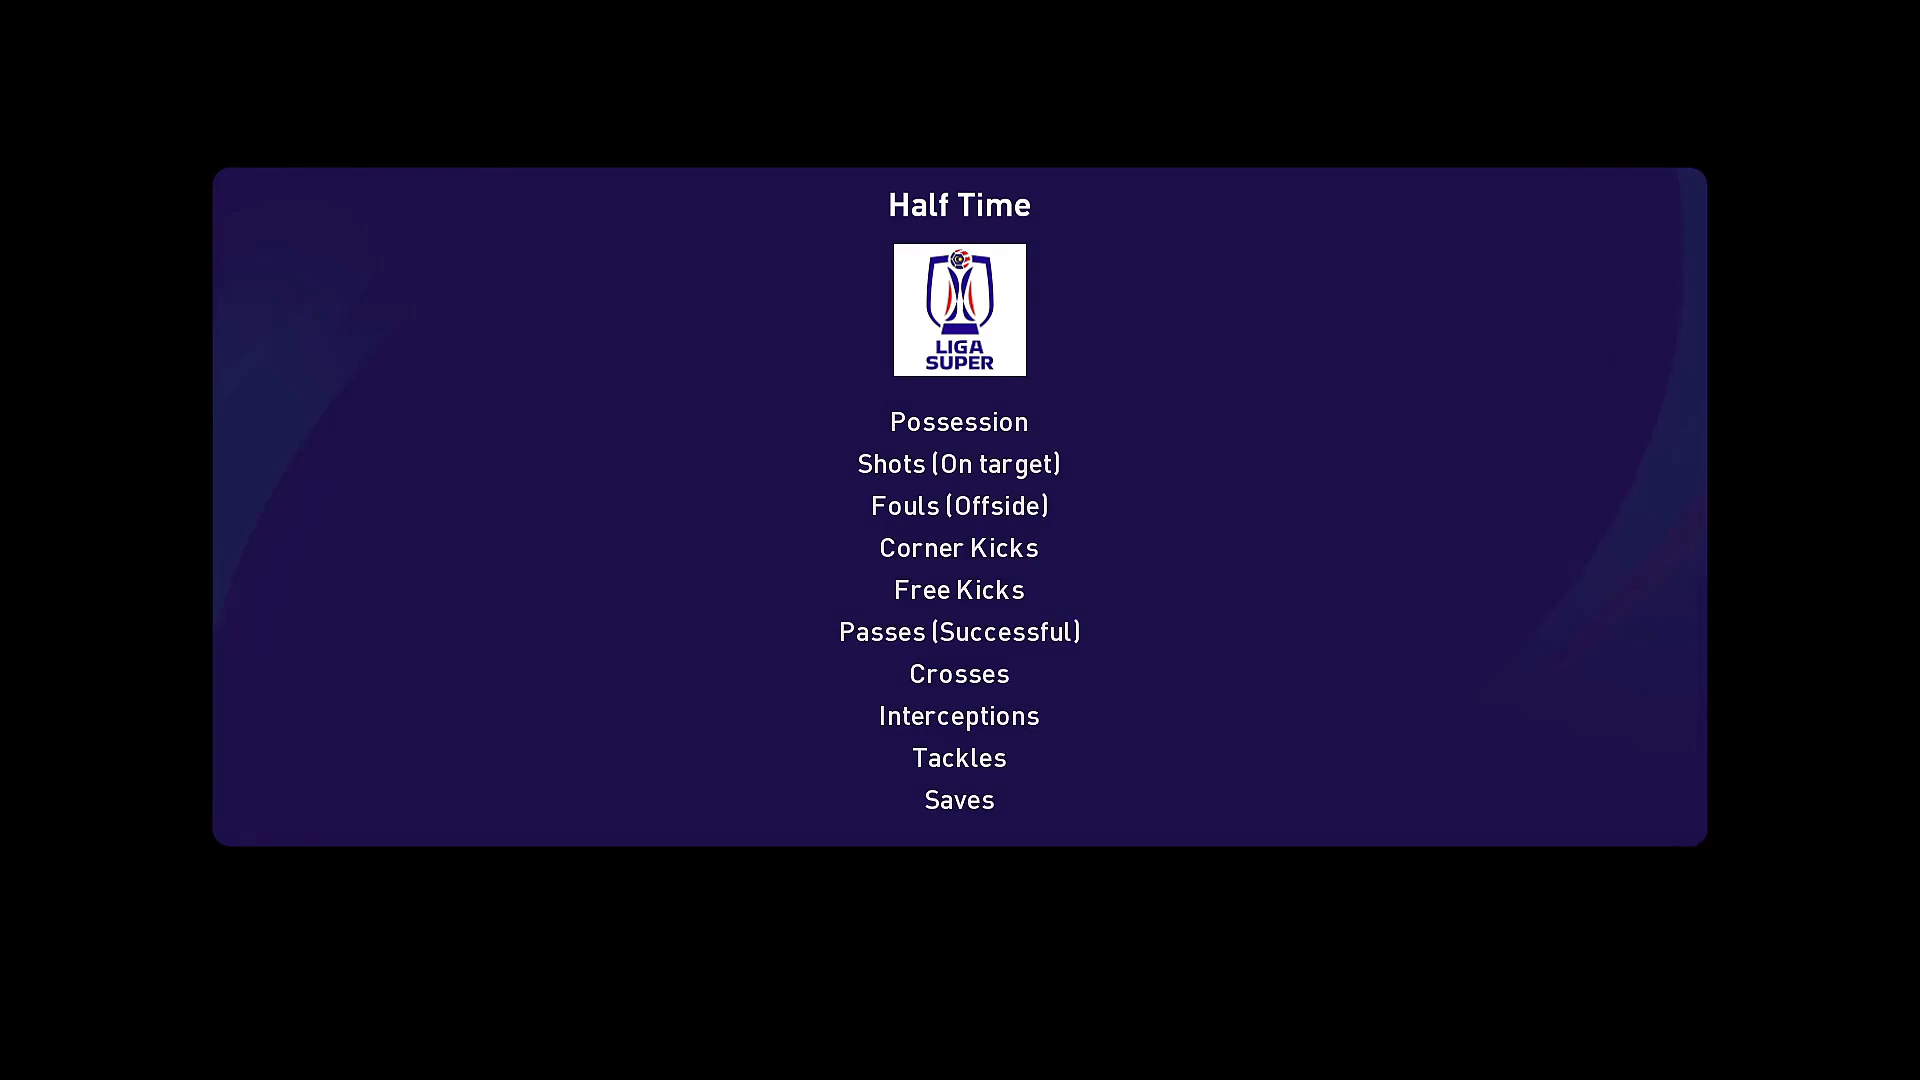 Half Time
LIGA
SUPER
Possession
Shots (On target)
Fouls (Offside)
Corner Kicks
Free Kicks
Passes (Successful)
Crosses
Interceptions
Tackles
Saves